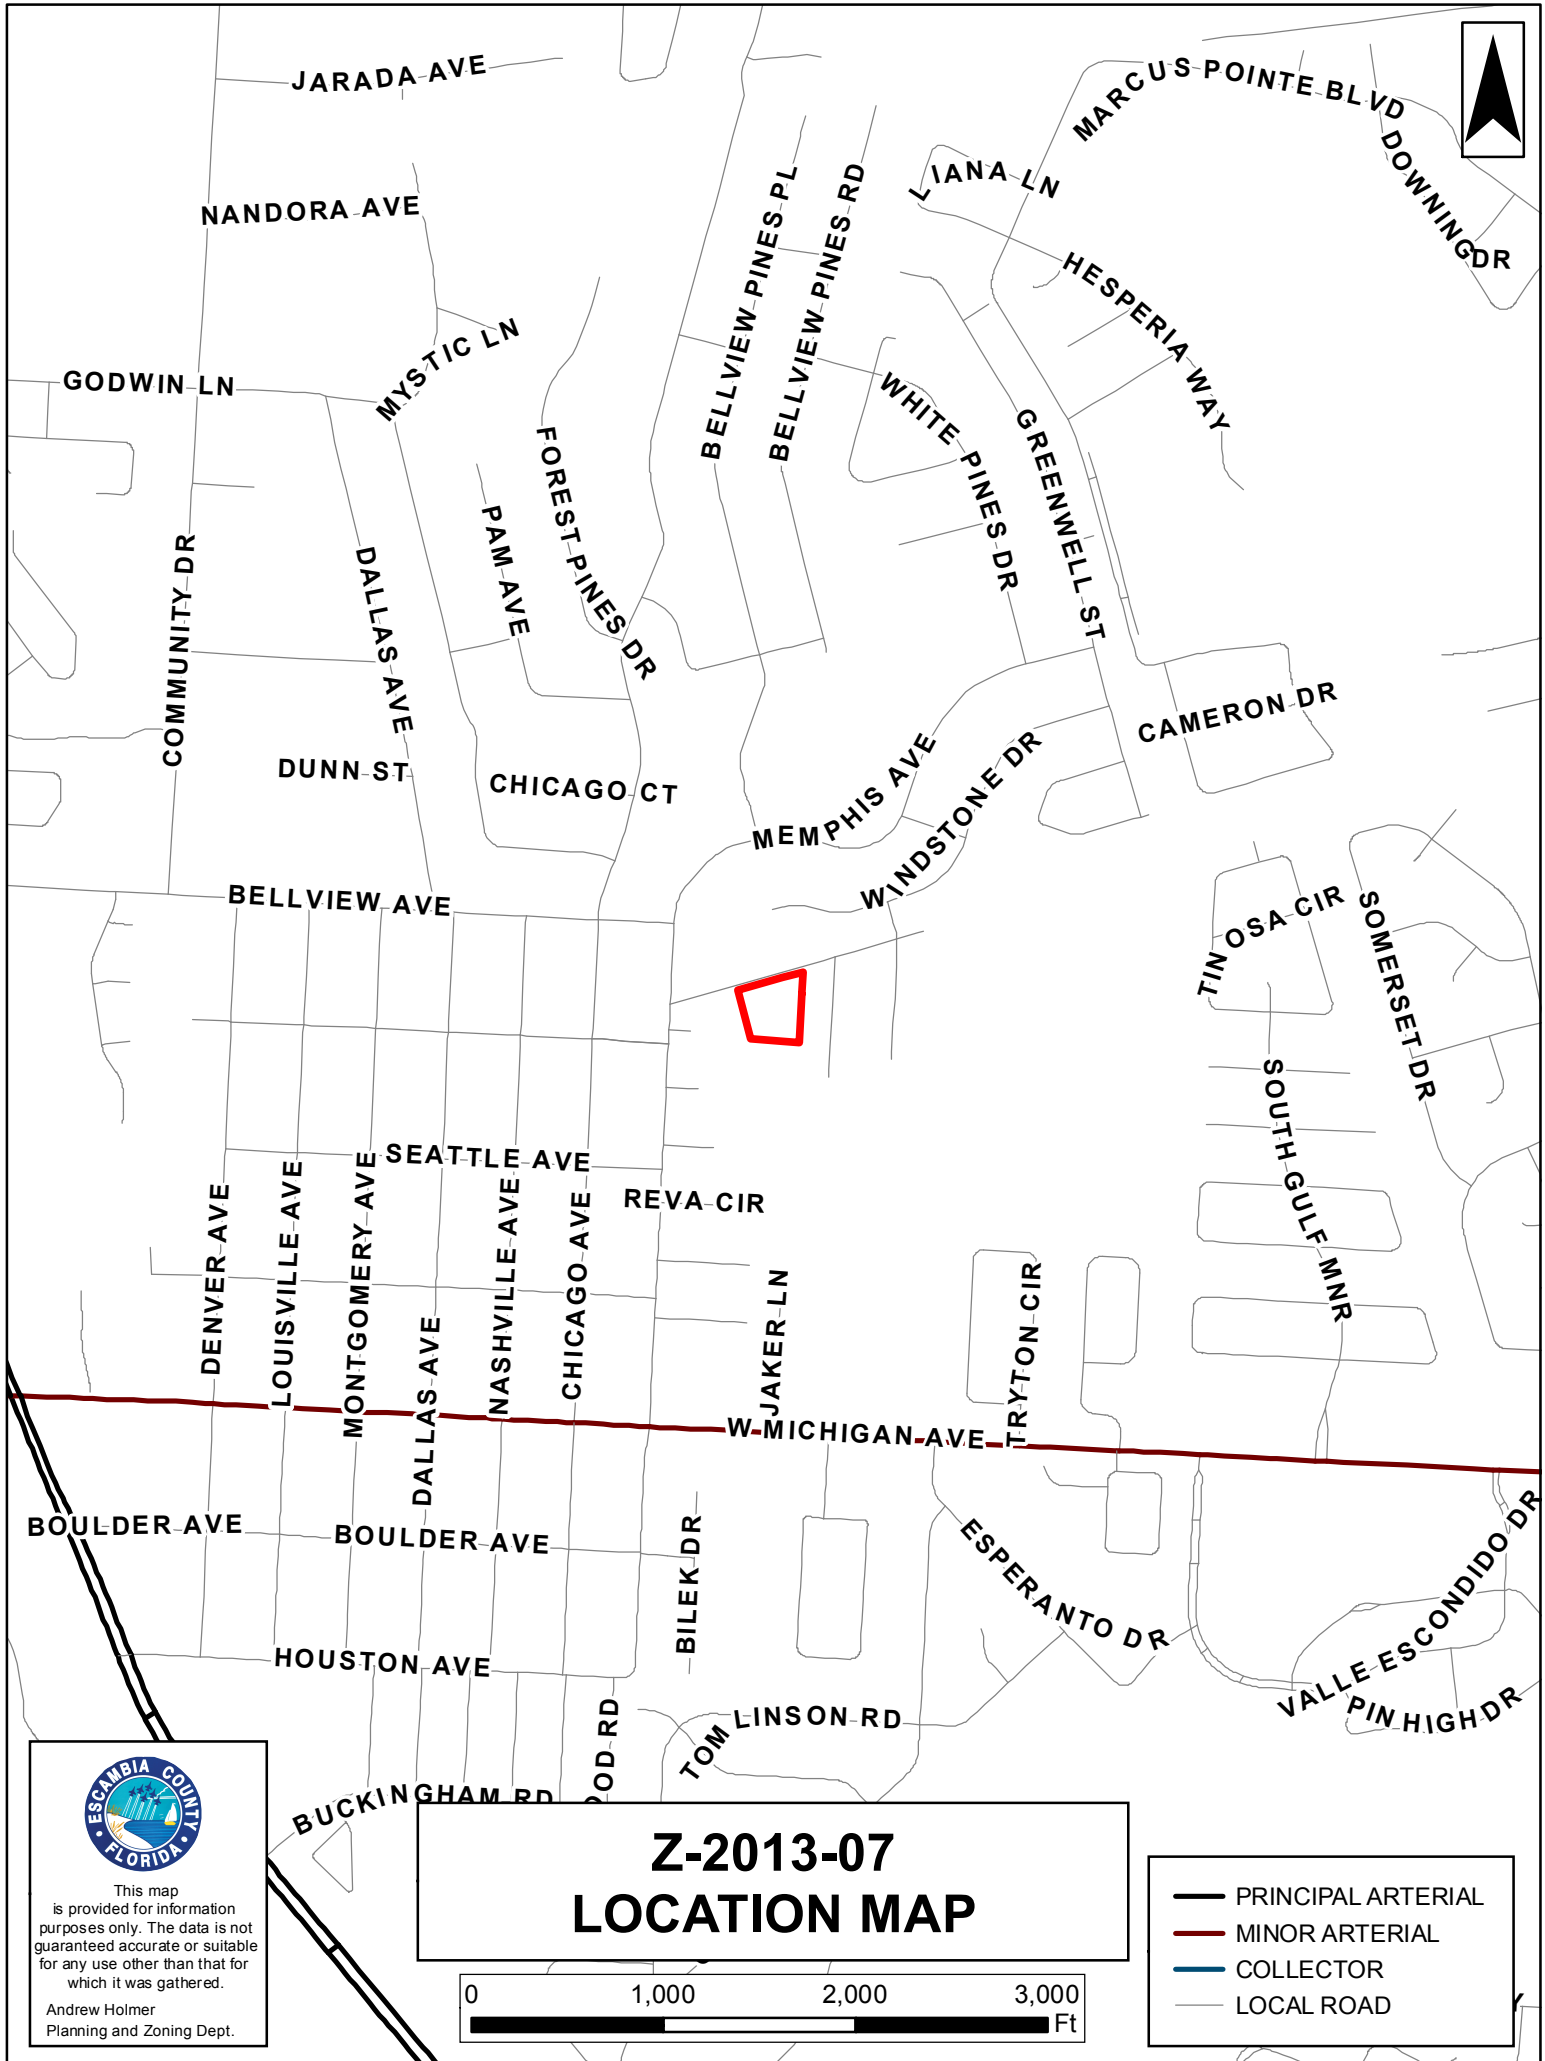 JARADA AVE
MARCUS POINTE BLVD
DOWNING DR
NANDORA AVE
LIANA LN
BELLVIEW PINES PL
BELLVIEW PINES RD
HESPERIA WAY
MYSTIC LN
GODWIN LN
WHITE PINES DR
GREENWELL ST
FOREST PINES DR
PAM AVE
COMMUNITY DR
DALLAS AVE
CAMERON DR
DUNN ST
CHICAGO CT
MEMPHIS AVE
WINDSTONE DR
BELLVIEW AVE
TINOSA CIR
SOMERSET DR
SOUTH GULF MNR
SEATTLE AVE
REVA CIR
DENVER AVE
LOUISVILLE AVE
MONTGOMERY AVE
DALLAS AVE
NASHVILLE AVE
CHICAGO AVE
JAKER LN
TRYTON CIR
W MICHIGAN AVE
BOULDER AVE
BOULDER AVE
BILEK DR
ESPERANTO DR
VALLE ESCONDIDO DR
PIN HIGH DR
HOUSTON AVE
TOMLINSON RD
OOD RD
BUCKINGHAM RD
ESCAMBIA COUNTY
FLORIDA
This map
is provided for information
purposes only. The data is not
guaranteed accurate or suitable
for any use other than that for
which it was gathered.
Andrew Holmer
Planning and Zoning Dept.
Z-2013-07
LOCATION MAP
0 1,000 2,000 3,000
Ft
PRINCIPAL ARTERIAL
MINOR ARTERIAL
COLLECTOR
LOCAL ROAD